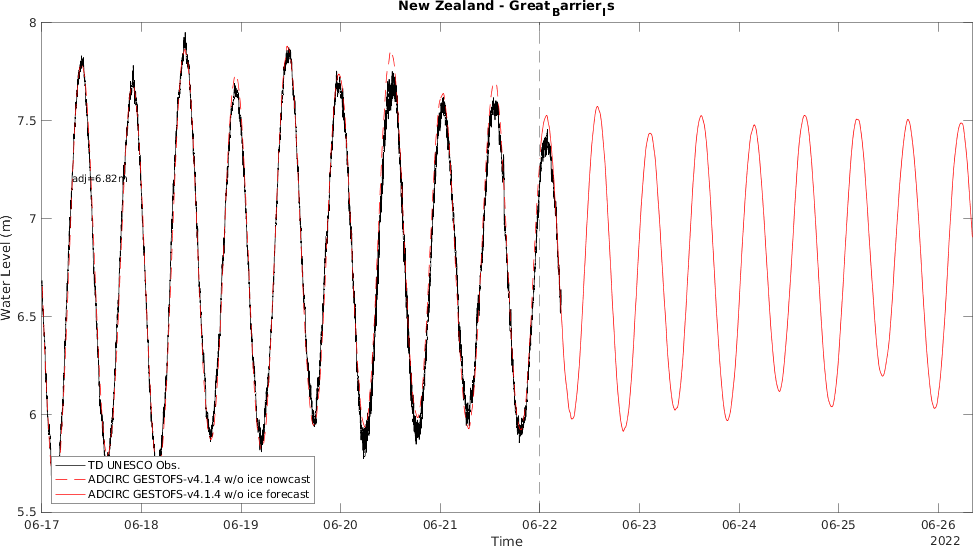 New Zealand - Great_Barrier_Is
8
7.5
7
6.5
6
5.5
Water Level (m)
adj=6.82m
TD UNESCO Obs.
ADCIRC GESTOFS-v4.1.4 w/o ice nowcast
ADCIRC GESTOFS-v4.1.4 w/o ice forecast
06-17 06-18 06-19 06-20 06-21 06-22 06-23 06-24 06-25 06-26
Time
2022